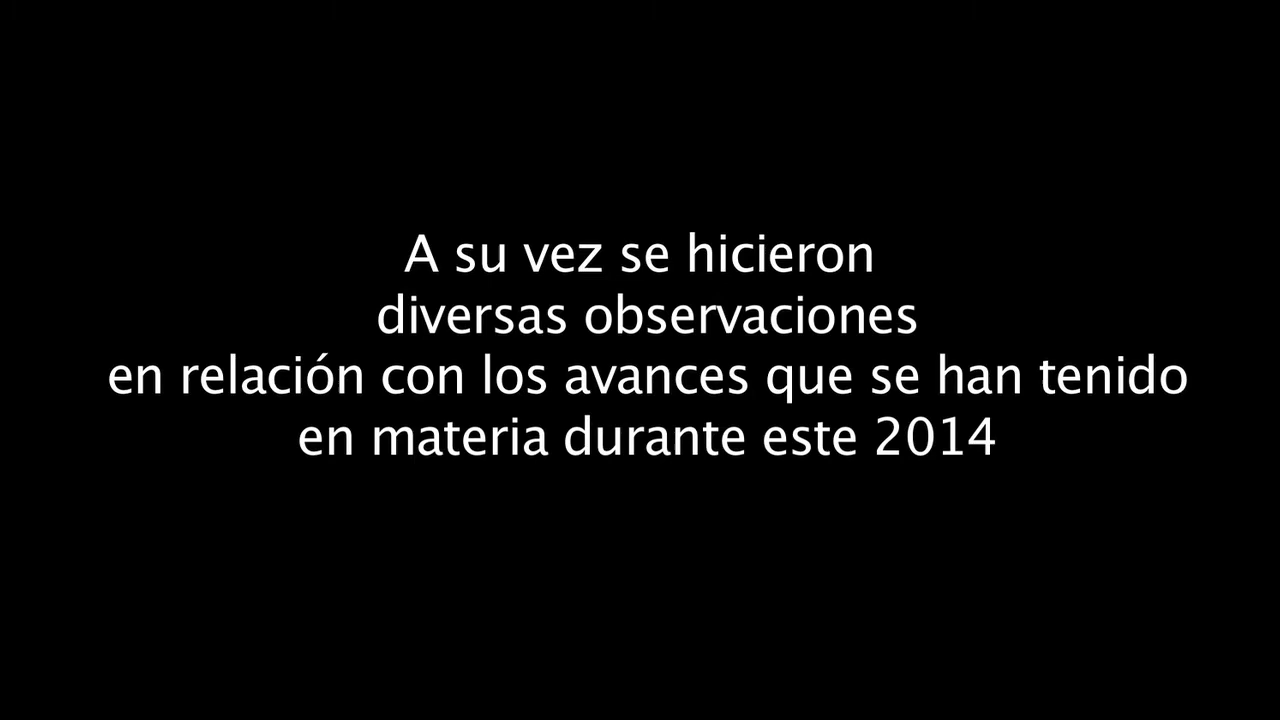 A su vez se hicieron
diversas observaciones
en relación con los avances que se han tenido
en materia durante este 2014